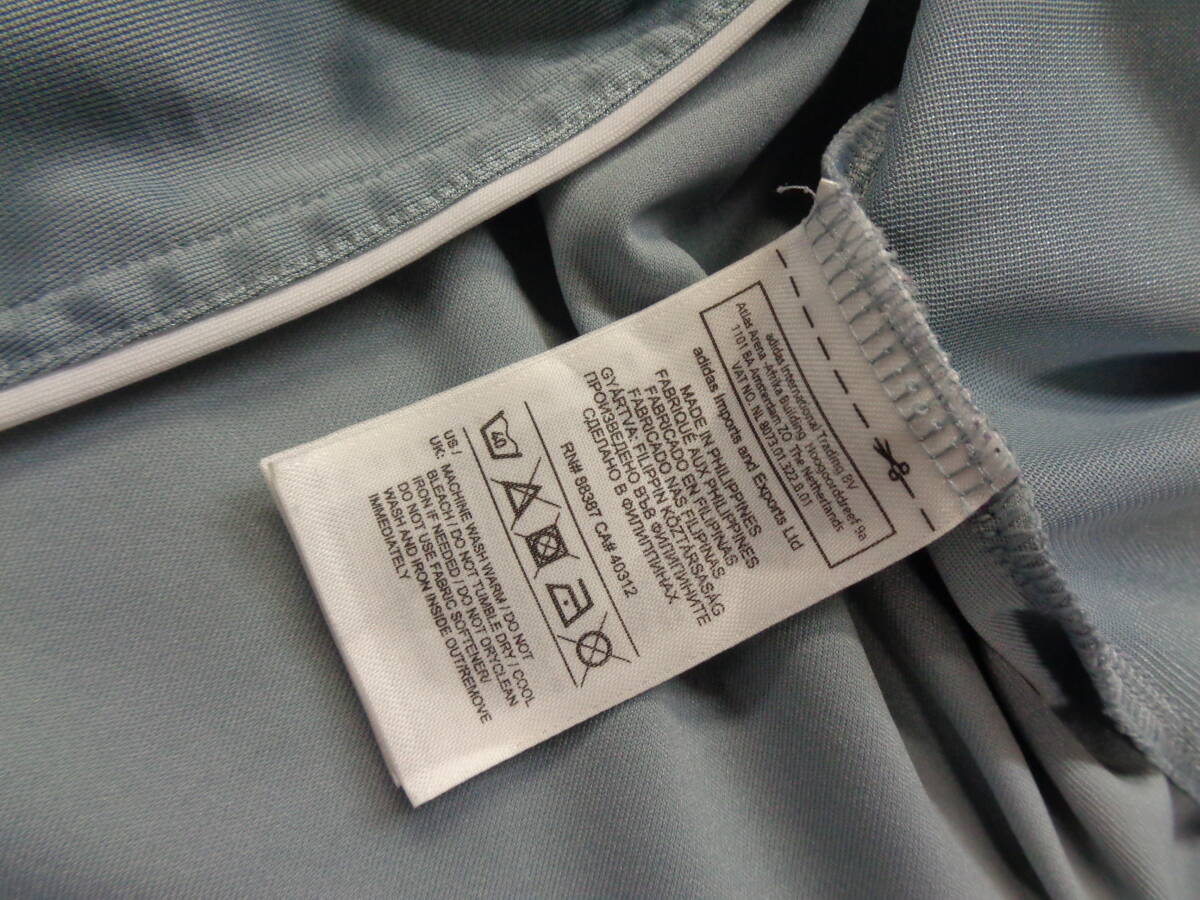 adidas International Trading BV
Atlas Arena -Afrika Building Hoogoorddreef 9a
1101 BA Amsterdam ZO The Netherlands
VAT NO. NL 8073.01.322.B.01
adidas Imports and Exports Ltd
MADE IN PHILIPPINES
FABRIQUÉ AUX PHILIPPINES
FABRICADO EN FILIPINAS
FABRICADO NAS FILIPINAS
GYÁRTVA: FILIPPIN KÖZTÁRSASÁG
ПРОИЗВЕДЕНО ВЪВ ФИЛИПИНИТЕ
СДЕЛАНО В ФИЛИППИНАХ
RN# 88387 CA# 40312
40
US /
UK: MACHINE WASH WARM / DO NOT
BLEACH / DO NOT TUMBLE DRY / COOL
IRON IF NEEDED / DO NOT DRYCLEAN
DO NOT USE FABRIC SOFTENER/
WASH AND IRON INSIDE OUT/REMOVE
IMMEDIATELY